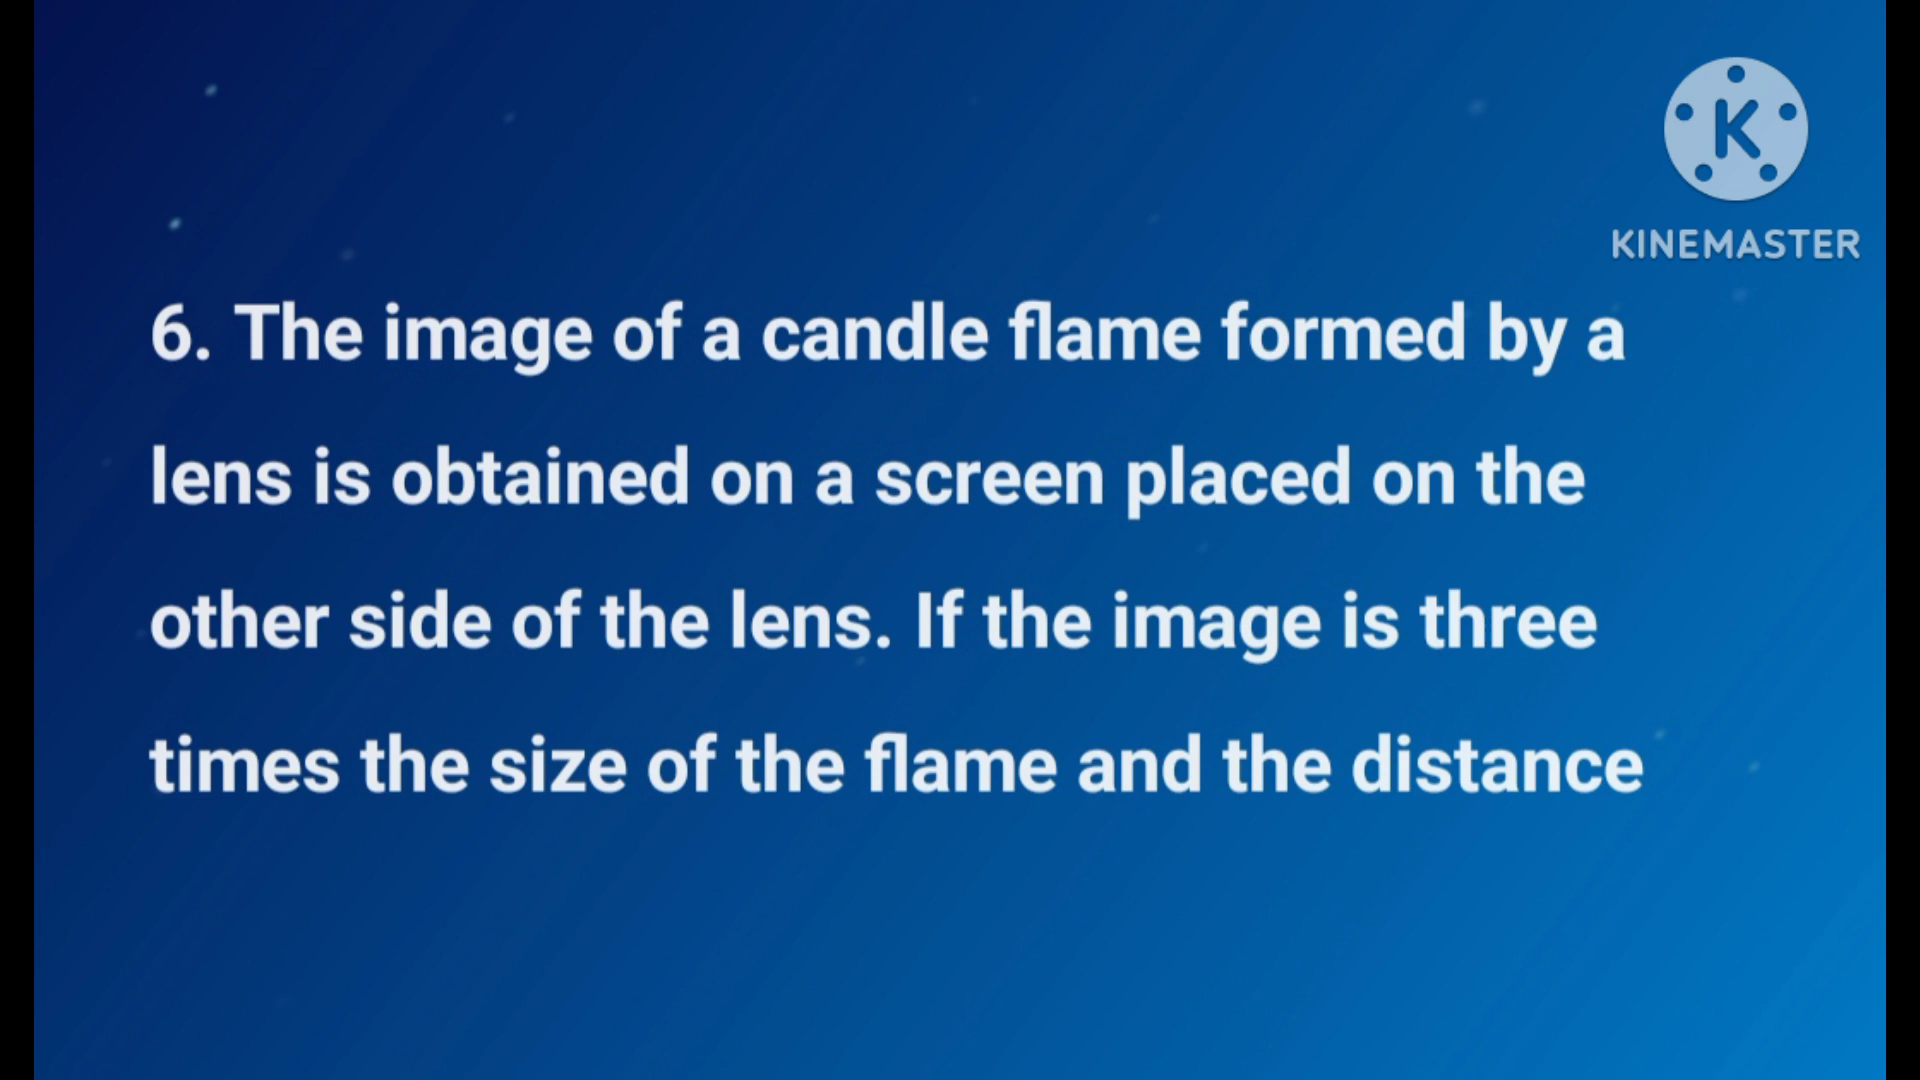 K
KINEMASTER
6. The image of a candle flame formed by a
lens is obtained on a screen placed on the
other side of the lens. If the image is three
times the size of the flame and the distance